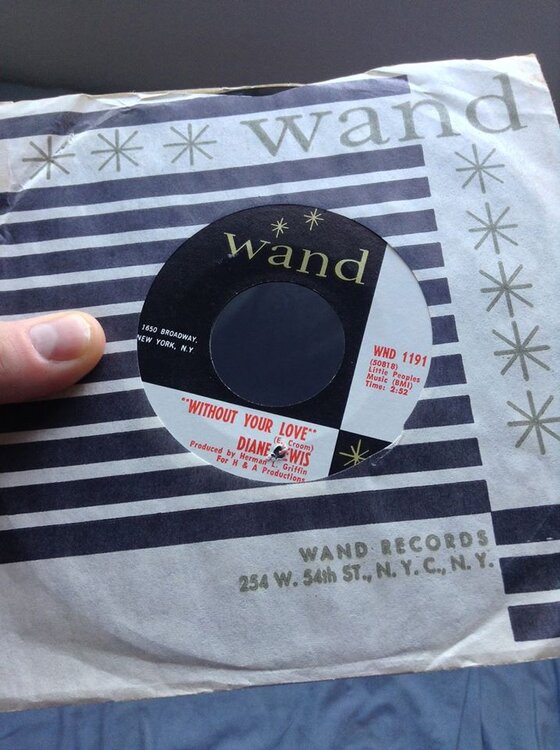 wand
wand
1650 BROADWAY,
NEW YORK, N.Y
WND 1191
(50818)
Little Peoples
Music (BMI)
Time: 2:52
"WITHOUT YOUR LOVE"
(E. Croom)
DIANE
Produced by Herman L. Griffin
For H & A Productions
WAND RECORDS
254 W. 54th ST., N.Y.C., N.Y.